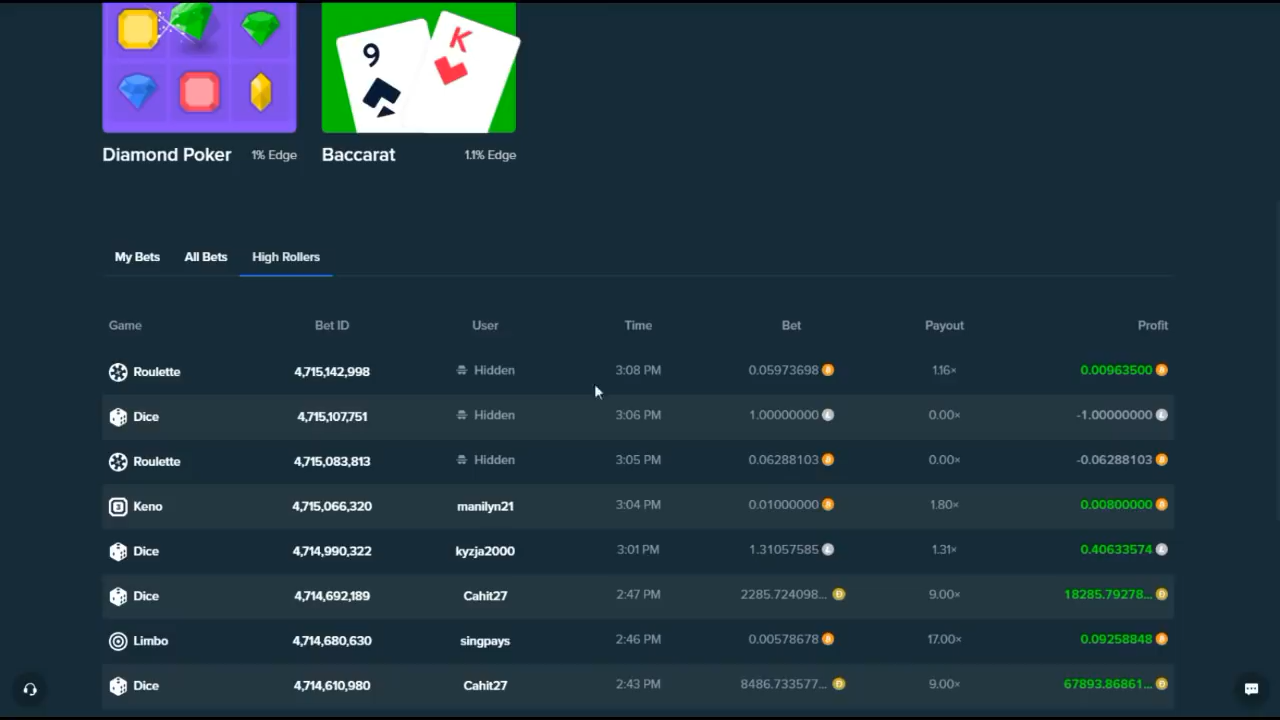 9 K
Diamond Poker 1% Edge Baccarat 1.1% Edge
My Bets All Bets High Rollers
Game Bet ID User Time Bet Payout Profit
Roulette 4,715,142,998 Hidden 3:08 PM 0.05973698 1.16× 0.00963500
Dice 4,715,107,751 Hidden 3:06 PM 1.00000000 0.00× -1.00000000
Roulette 4,715,083,813 Hidden 3:05 PM 0.06288103 0.00× -0.06288103
Keno 4,715,066,320 manilyn21 3:04 PM 0.01000000 1.80× 0.00800000
Dice 4,714,990,322 kyzja2000 3:01 PM 1.31057585 1.31× 0.40633574
Dice 4,714,692,189 Cahit27 2:47 PM 2285.724098... 9.00× 18285.79278...
Limbo 4,714,680,630 singpays 2:46 PM 0.00578678 17.00× 0.09258848
Dice 4,714,610,980 Cahit27 2:43 PM 8486.733577... 9.00× 67893.86861...